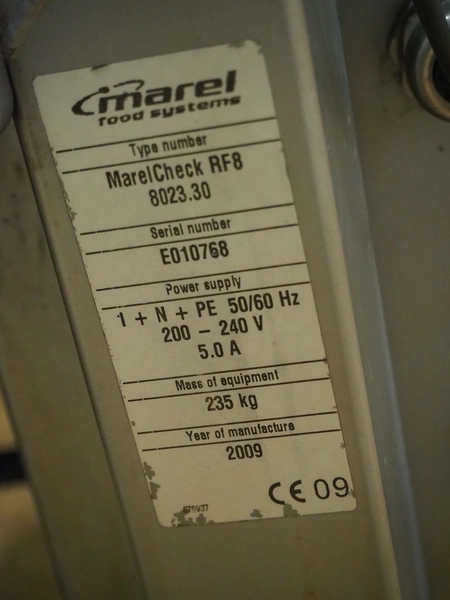 marel
food systems
Type number
MarelCheck RF8
8023.30
Serial number
E010768
Power supply
1 + N + PE 50/60 Hz
200 – 240 V
5.0 A
Mass of equipment
235 kg
Year of manufacture
2009
CE 09